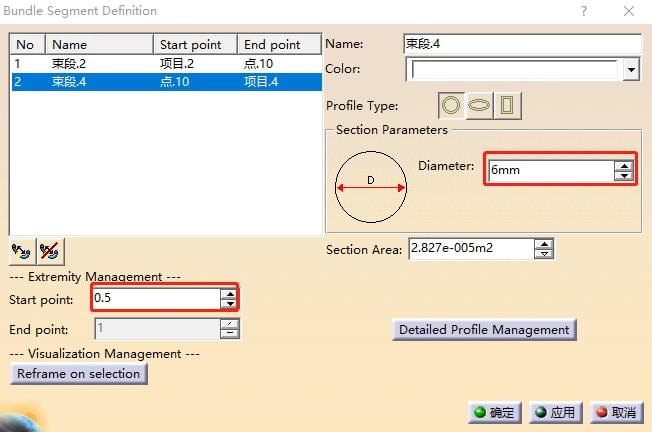 Bundle Segment Definition
No Name Start point End point
1 束段.2 项目.2 点.10
2 束段.4 点.10 项目.4
Name: 束段.4
Color:
Profile Type:
Section Parameters
D
Diameter: 6mm
Section Area: 2.827e-005m2
--- Extremity Management ---
Start point: 0.5
End point: 1
Detailed Profile Management
--- Visualization Management ---
Reframe on selection
确定 应用 取消